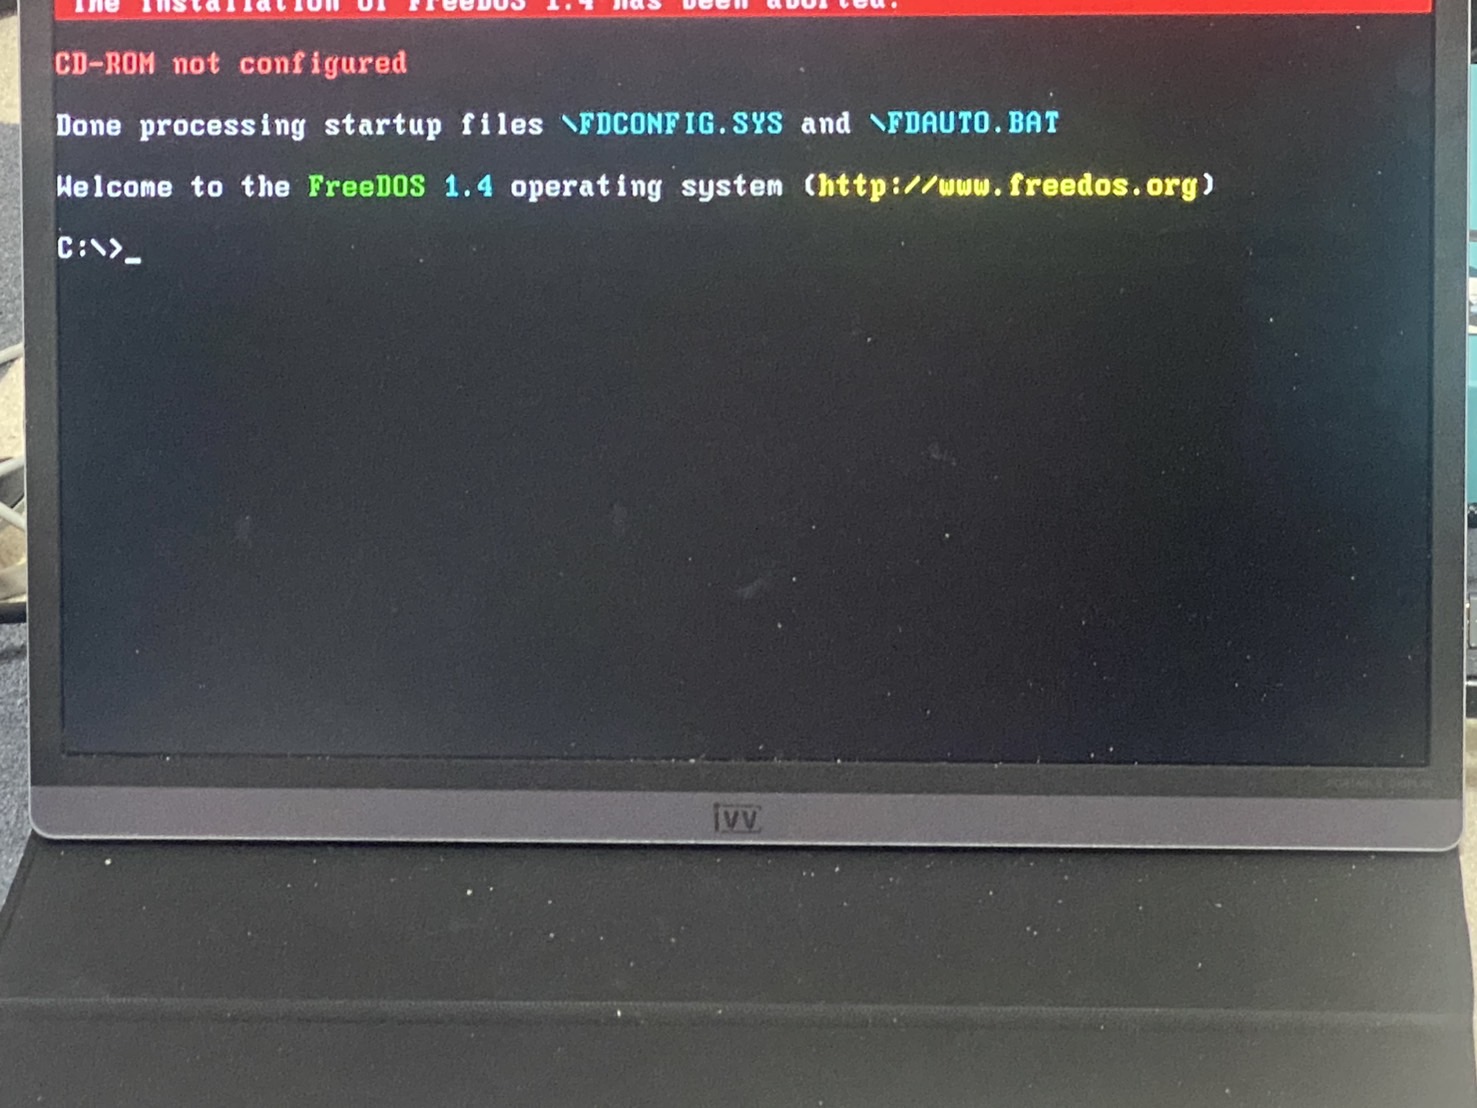 The installation of FreeDOS 1.4 has been aborted.
CD-ROM not configured
Done processing startup files \FDCONFIG.SYS and \FDAUTO.BAT
Welcome to the FreeDOS 1.4 operating system (http://www.freedos.org)
C:\>_
ivv